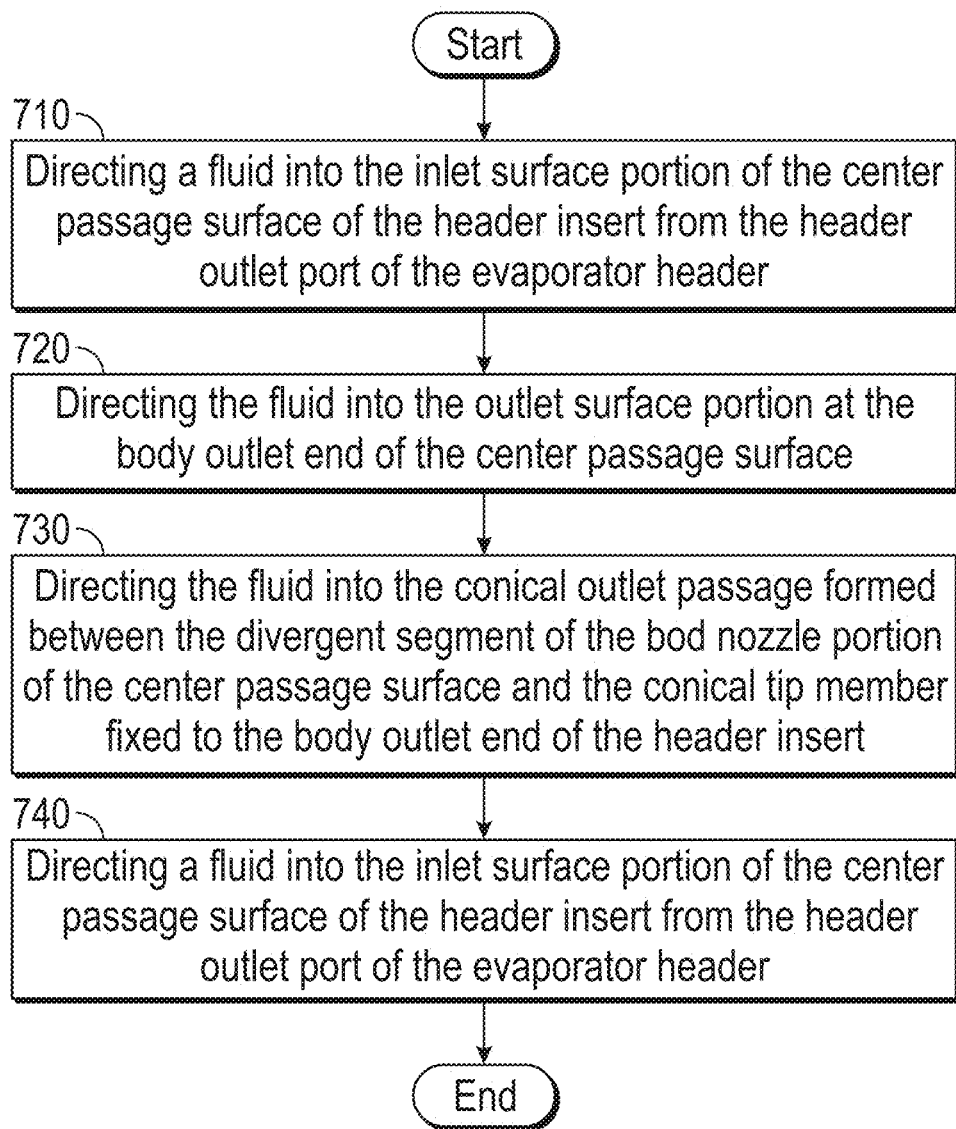 Start
710
Directing a fluid into the inlet surface portion of the center
passage surface of the header insert from the header
outlet port of the evaporator header
720
Directing the fluid into the outlet surface portion at the
body outlet end of the center passage surface
730
Directing the fluid into the conical outlet passage formed
between the divergent segment of the bod nozzle portion
of the center passage surface and the conical tip member
fixed to the body outlet end of the header insert
740
Directing a fluid into the inlet surface portion of the center
passage surface of the header insert from the header
outlet port of the evaporator header
End